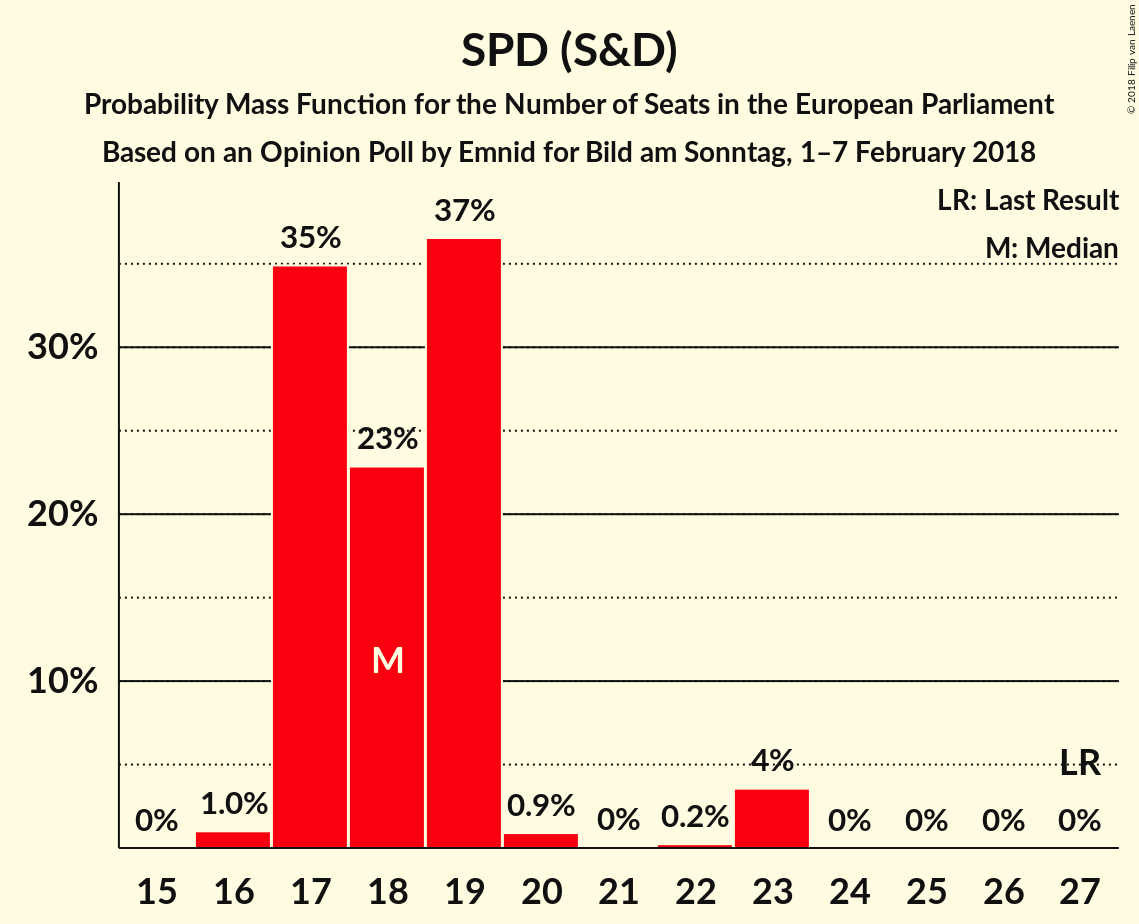 SPD (S&D)
Probability Mass Function for the Number of Seats in the European Parliament
Based on an Opinion Poll by Emnid for Bild am Sonntag, 1–7 February 2018
© 2018 Filip van Laenen
LR: Last Result
M: Median
30%
20%
10%
0%
1.0%
35%
23%
37%
0.9%
0%
0.2%
4%
0%
0%
0%
0%
M
LR
15 16 17 18 19 20 21 22 23 24 25 26 27